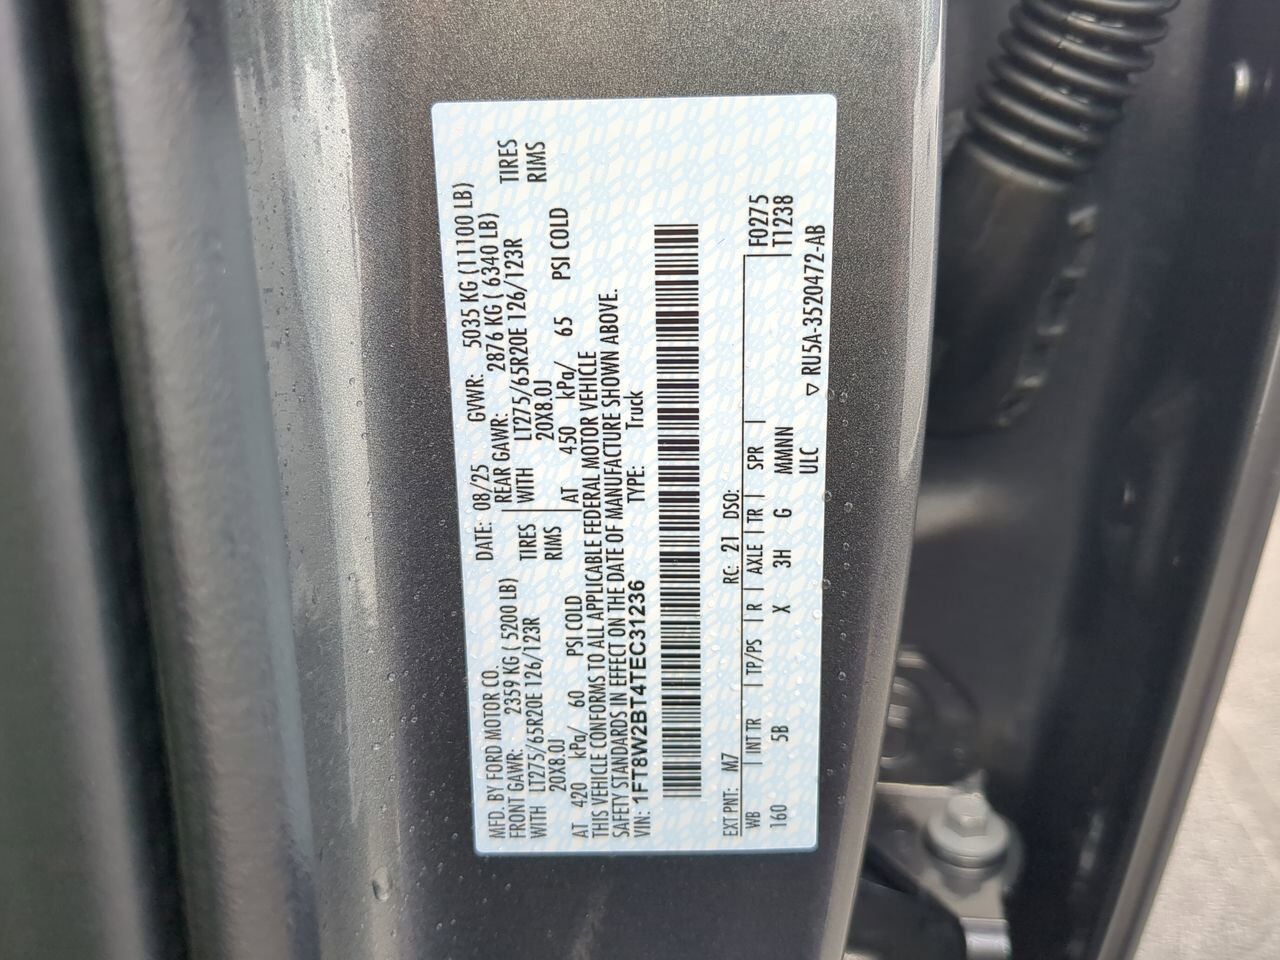 MFD. BY FORD MOTOR CO. DATE: 08/25 GVWR: 5035 KG (11100 LB)
FRONT GAWR: 2359 KG ( 5200 LB) REAR GAWR: 2876 KG ( 6340 LB)
WITH LT275/65R20E 126/123R TIRES WITH LT275/65R20E 126/123R TIRES
20X8.0J RIMS 20X8.0J RIMS
AT 420 kPa/ 60 PSI COLD AT 450 kPa/ 65 PSI COLD
THIS VEHICLE CONFORMS TO ALL APPLICABLE FEDERAL MOTOR VEHICLE
SAFETY STANDARDS IN EFFECT ON THE DATE OF MANUFACTURE SHOWN ABOVE.
VIN: 1FT8W2BT4TEC31236 TYPE: Truck
EXT PNT: M7 RC: 21 DSO: F0275
WB | INT TR | TP/PS | R | AXLE | TR | SPR | T1238
160 5B X 3H G MMNN
ULC ▽ RU5A-3520472-AB